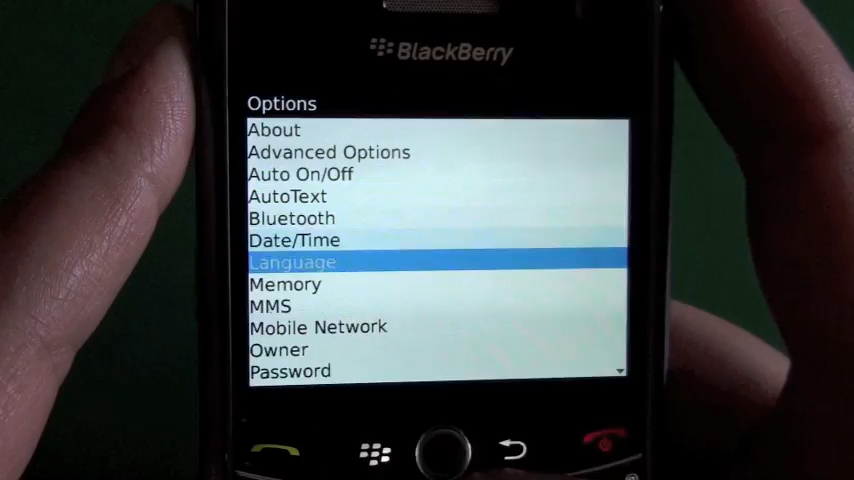 BlackBerry
Options
About
Advanced Options
Auto On/Off
AutoText
Bluetooth
Date/Time
Language
Memory
MMS
Mobile Network
Owner
Password